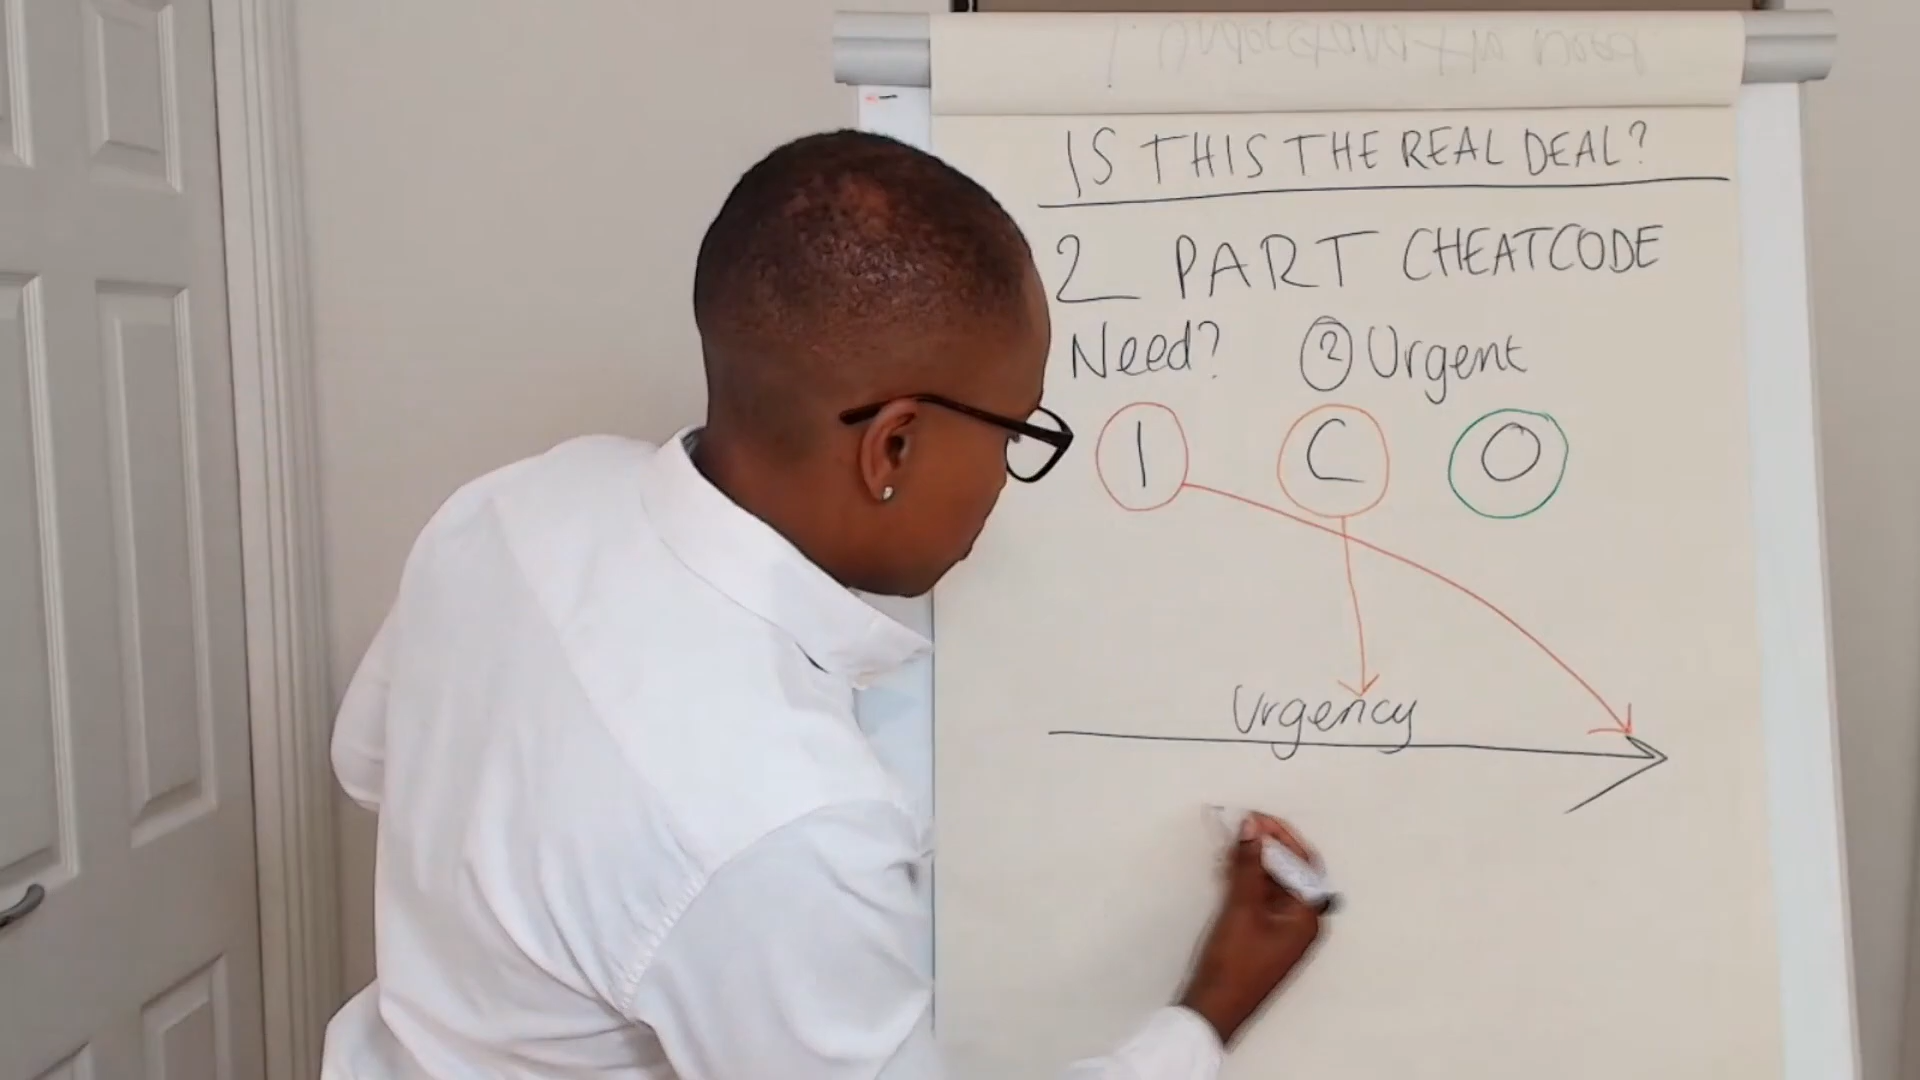 IS THIS THE REAL DEAL?
2 PART CHEATCODE
Need? ② Urgent
I C O
Urgency